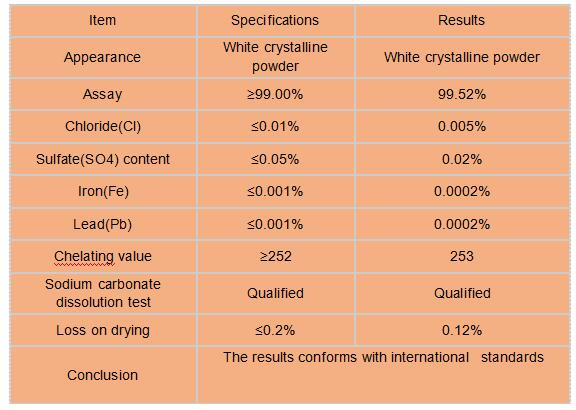 Item Specifications Results
Appearance White crystalline powder White crystalline powder
Assay ≥99.00% 99.52%
Chloride(Cl) ≤0.01% 0.005%
Sulfate(SO4) content ≤0.05% 0.02%
Iron(Fe) ≤0.001% 0.0002%
Lead(Pb) ≤0.001% 0.0002%
Chelating value ≥252 253
Sodium carbonate dissolution test Qualified Qualified
Loss on drying ≤0.2% 0.12%
Conclusion The results conforms with international standards